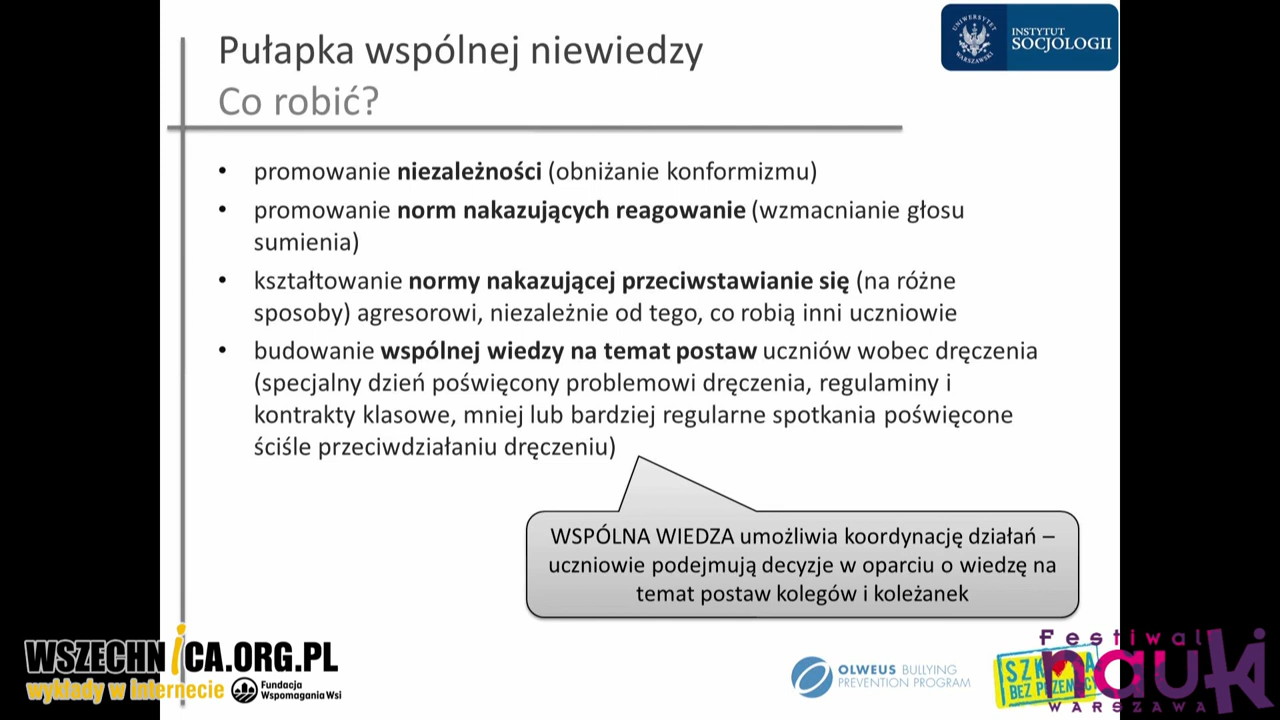 Pułapka wspólnej niewiedzy
Co robić?
UNIWERSYTET WARSZAWSKI
INSTYTUT
SOCJOLOGII
• promowanie niezależności (obniżanie konformizmu)
• promowanie norm nakazujących reagowanie (wzmacnianie głosu
sumienia)
• kształtowanie normy nakazującej przeciwstawianie się (na różne
sposoby) agresorowi, niezależnie od tego, co robią inni uczniowie
• budowanie wspólnej wiedzy na temat postaw uczniów wobec dręczenia
(specjalny dzień poświęcony problemowi dręczenia, regulaminy i
kontrakty klasowe, mniej lub bardziej regularne spotkania poświęcone
ściśle przeciwdziałaniu dręczeniu)
WSPÓLNA WIEDZA umożliwia koordynację działań –
uczniowie podejmują decyzje w oparciu o wiedzę na
temat postaw kolegów i koleżanek
WSZECHNICA.ORG.PL
wykłady w Internecie
Fundacja
Wspomagania Wsi
OLWEUS BULLYING
PREVENTION PROGRAM
BEZ
Festiwal
nauki
WARSZAWA